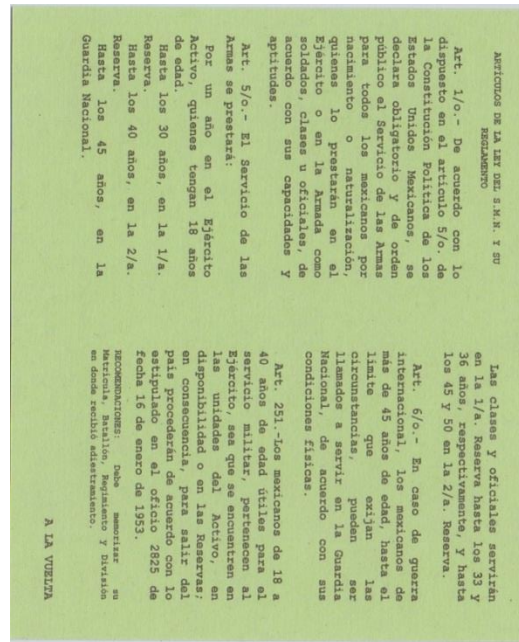 ARTÍCULOS DE LA LEY DEL S.M.N. Y SU
REGLAMENTO
Art. 1/o.- De acuerdo con lo
dispuesto en el artículo 5/o. de
la Constitución Política de los
Estados Unidos Mexicanos, se
declara obligatorio y de orden
público el Servicio de las Armas
para todos los mexicanos por
nacimiento o naturalización,
quienes lo prestarán en el
Ejército o en la Armada como
soldados, clases u oficiales, de
acuerdo con sus capacidades y
aptitudes.
Art. 5/o.- El Servicio de las
Armas se prestará:
Por un año en el Ejército
Activo, quienes tengan 18 años
de edad.
Hasta los 30 años, en la 1/a.
Reserva.
Hasta los 40 años, en la 2/a.
Reserva.
Hasta los 45 años, en la
Guardia Nacional.
Las clases y oficiales servirán
en la 1/a. Reserva hasta los 33 y
36 años, respectivamente, y hasta
los 45 y 50 en la 2/a. Reserva.
Art. 6/o.- En caso de guerra
internacional, los mexicanos de
más de 45 años de edad, hasta el
límite que exijan las
circunstancias, pueden ser
llamados a servir en la Guardia
Nacional, de acuerdo con sus
condiciones físicas.
Art. 251.-Los mexicanos de 18 a
40 años de edad útiles para el
servicio militar, pertenecen al
Ejército, sea que se encuentren en
las unidades del Activo, en
disponibilidad o en las Reservas;
en consecuencia, para salir del
país procederán de acuerdo con lo
estipulado en el oficio 2825 de
fecha 16 de enero de 1953.
RECOMENDACIONES: Debe memorizar su
Matrícula, Batallón, Regimiento Y División
en donde recibió adiestramiento.
A LA VUELTA